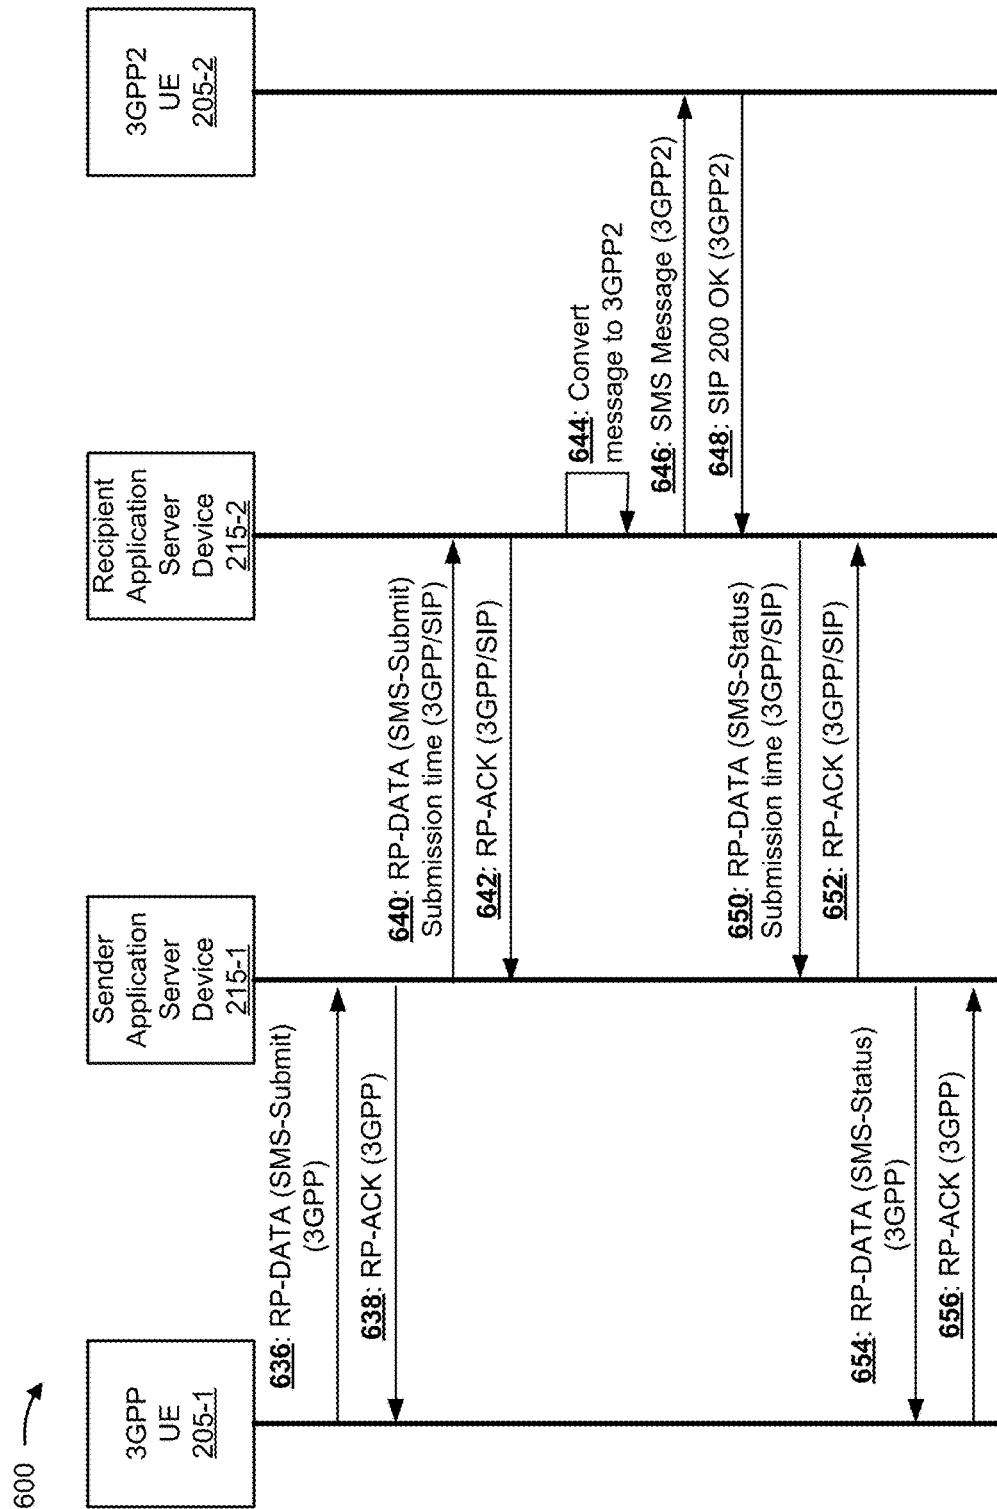 600
3GPP
UE
205-1
Sender
Application
Server
Device
215-1
Recipient
Application
Server
Device
215-2
3GPP2
UE
205-2
636: RP-DATA (SMS-Submit)
(3GPP)
638: RP-ACK (3GPP)
640: RP-DATA (SMS-Submit)
Submission time (3GPP/SIP)
642: RP-ACK (3GPP/SIP)
644: Convert
message to 3GPP2
646: SMS Message (3GPP2)
648: SIP 200 OK (3GPP2)
650: RP-DATA (SMS-Status)
Submission time (3GPP/SIP)
652: RP-ACK (3GPP/SIP)
654: RP-DATA (SMS-Status)
(3GPP)
656: RP-ACK (3GPP)